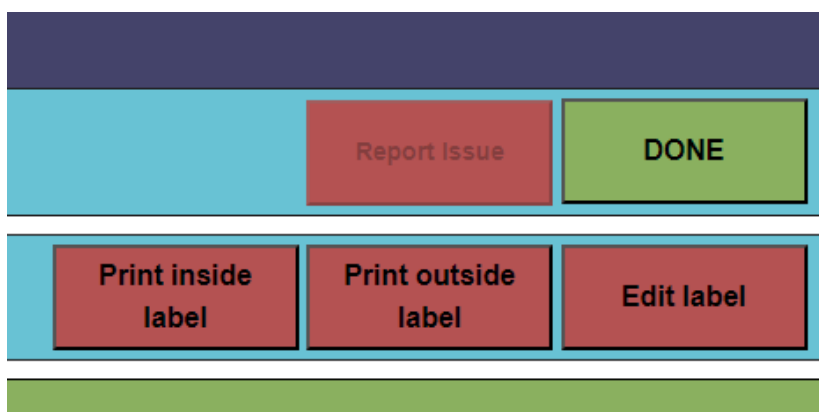 Report Issue
DONE
Print inside
label
Print outside
label
Edit label